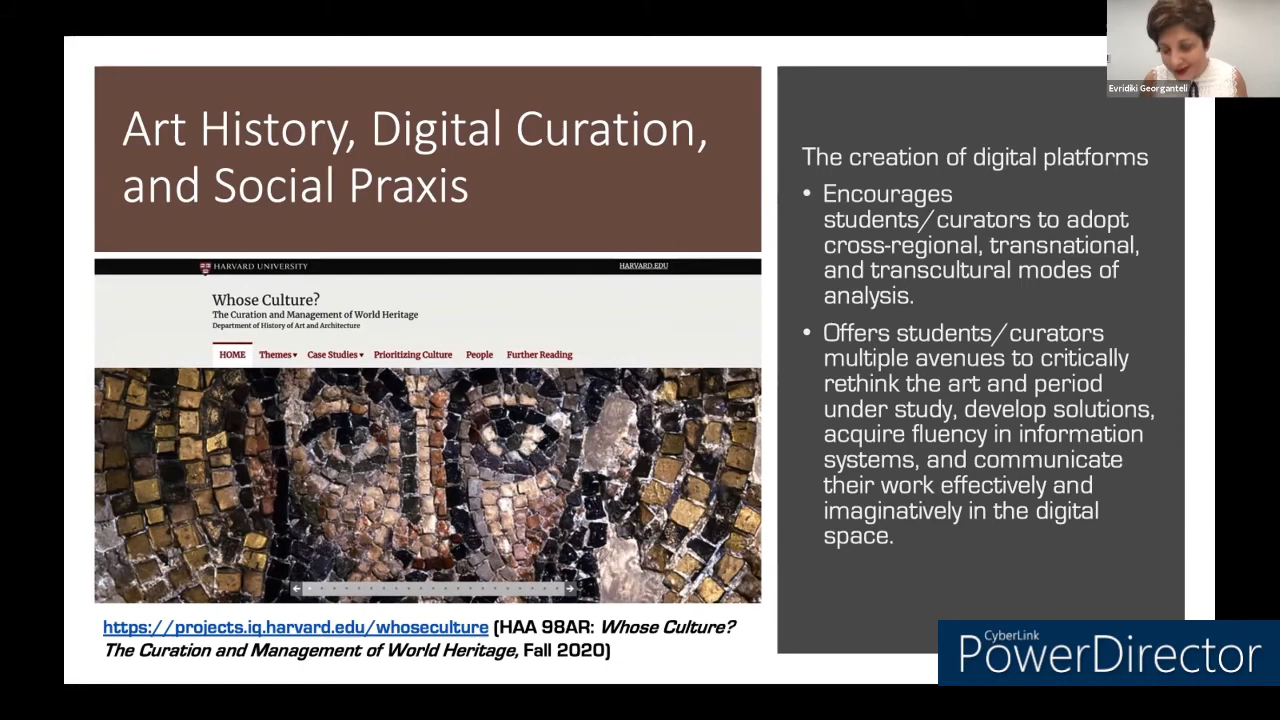 Evridiki Georganteli
Art History, Digital Curation,
and Social Praxis
HARVARD UNIVERSITY
HARVARD.EDU
Whose Culture?
The Curation and Management of World Heritage
Department of History of Art and Architecture
HOME Themes▾ Case Studies▾ Prioritizing Culture People Further Reading
https://projects.iq.harvard.edu/whoseculture (HAA 98AR: Whose Culture?
The Curation and Management of World Heritage, Fall 2020)
The creation of digital platforms
• Encourages
students/curators to adopt
cross-regional, transnational,
and transcultural modes of
analysis.
• Offers students/curators
multiple avenues to critically
rethink the art and period
under study, develop solutions,
acquire fluency in information
systems, and communicate
their work effectively and
imaginatively in the digital
space.
CyberLink
PowerDirector